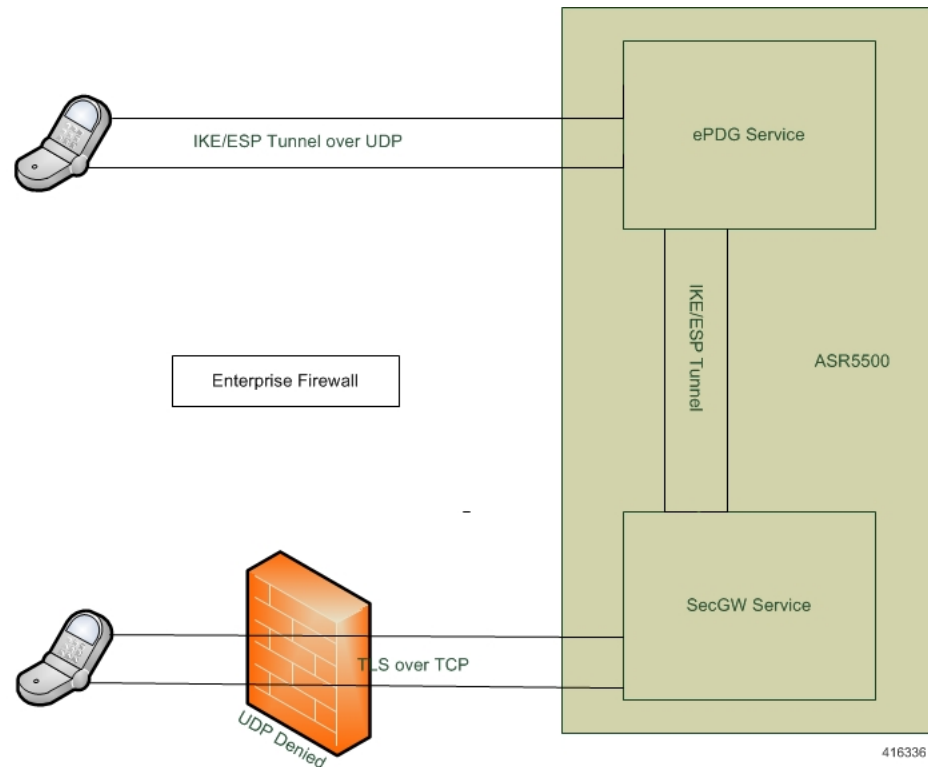 ePDG Service
IKE/ESP Tunnel over UDP
IKE/ESP Tunnel
ASR5500
Enterprise Firewall
SecGW Service
TLS over TCP
UDP Denied
416336